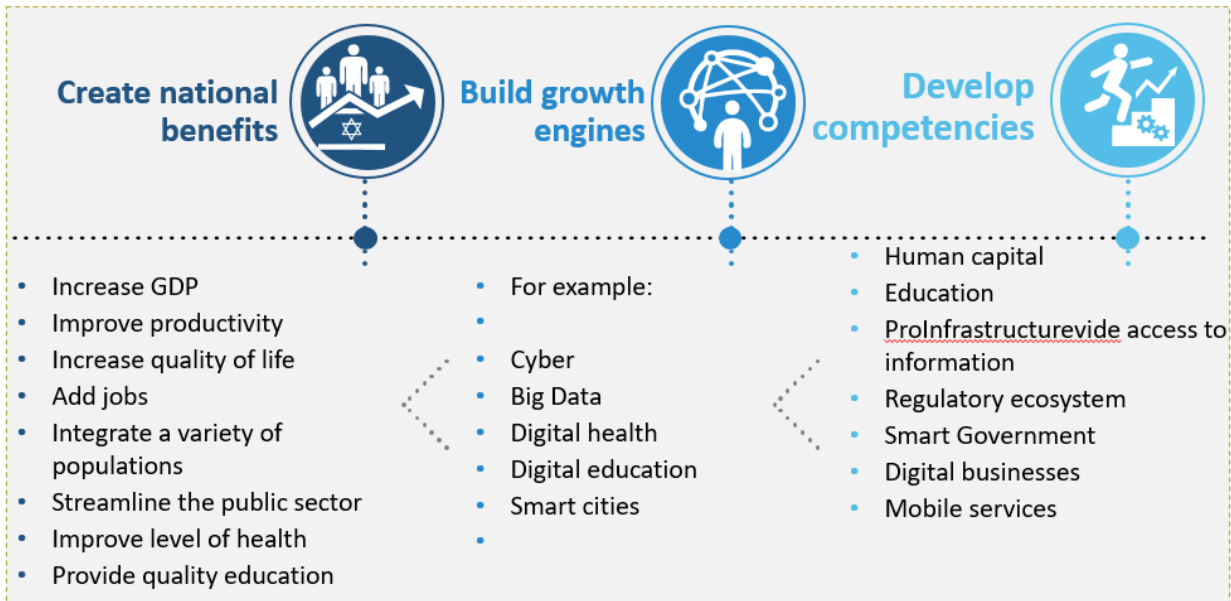 Create national
benefits
Build growth
engines
Develop
competencies
• Increase GDP
• Improve productivity
• Increase quality of life
• Add jobs
• Integrate a variety of
populations
• Streamline the public sector
• Improve level of health
• Provide quality education
• For example:
•
• Cyber
• Big Data
• Digital health
• Digital education
• Smart cities
•
• Human capital
• Education
• ProInfrastructurevide access to
information
• Regulatory ecosystem
• Smart Government
• Digital businesses
• Mobile services